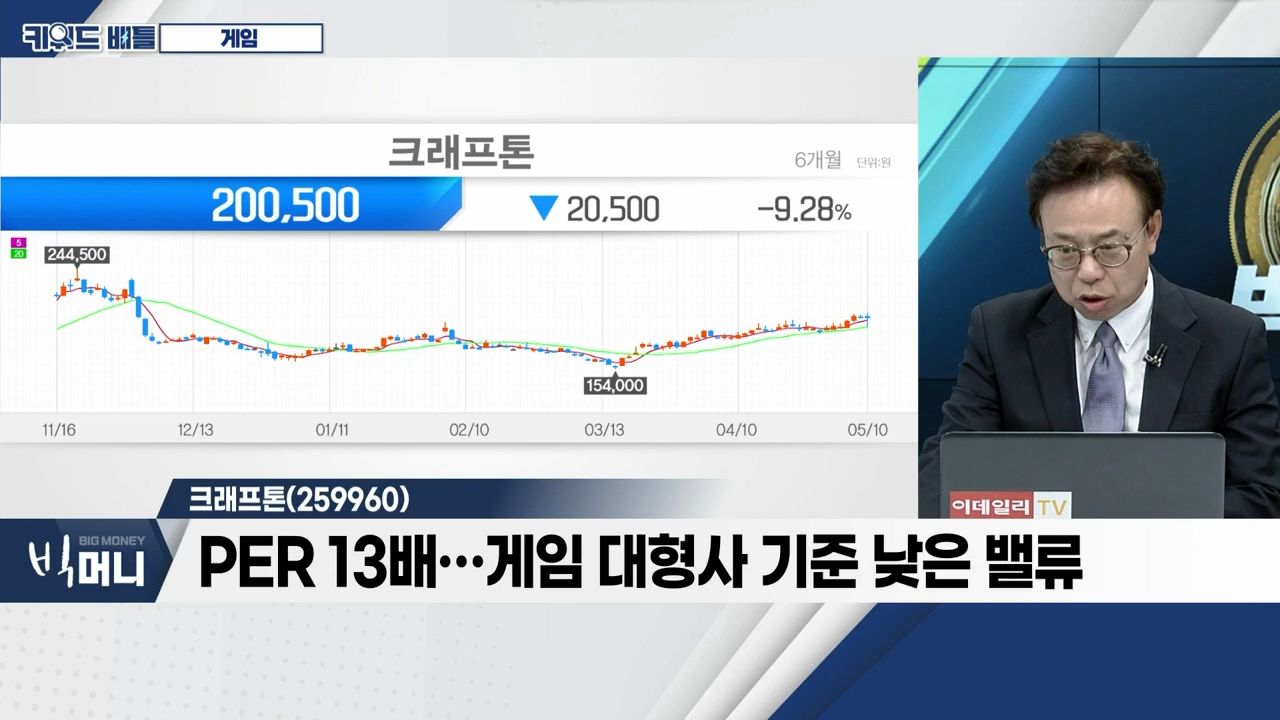 키워드 배틀
게임
크래프톤
6개월 단위:원
200,500 ▼ 20,500 -9.28%
5
20
244,500
154,000
11/16 12/13 01/11 02/10 03/13 04/10 05/10
이데일리 TV
크래프톤(259960)
BIG MONEY
빅머니
PER 13배…게임 대형사 기준 낮은 밸류